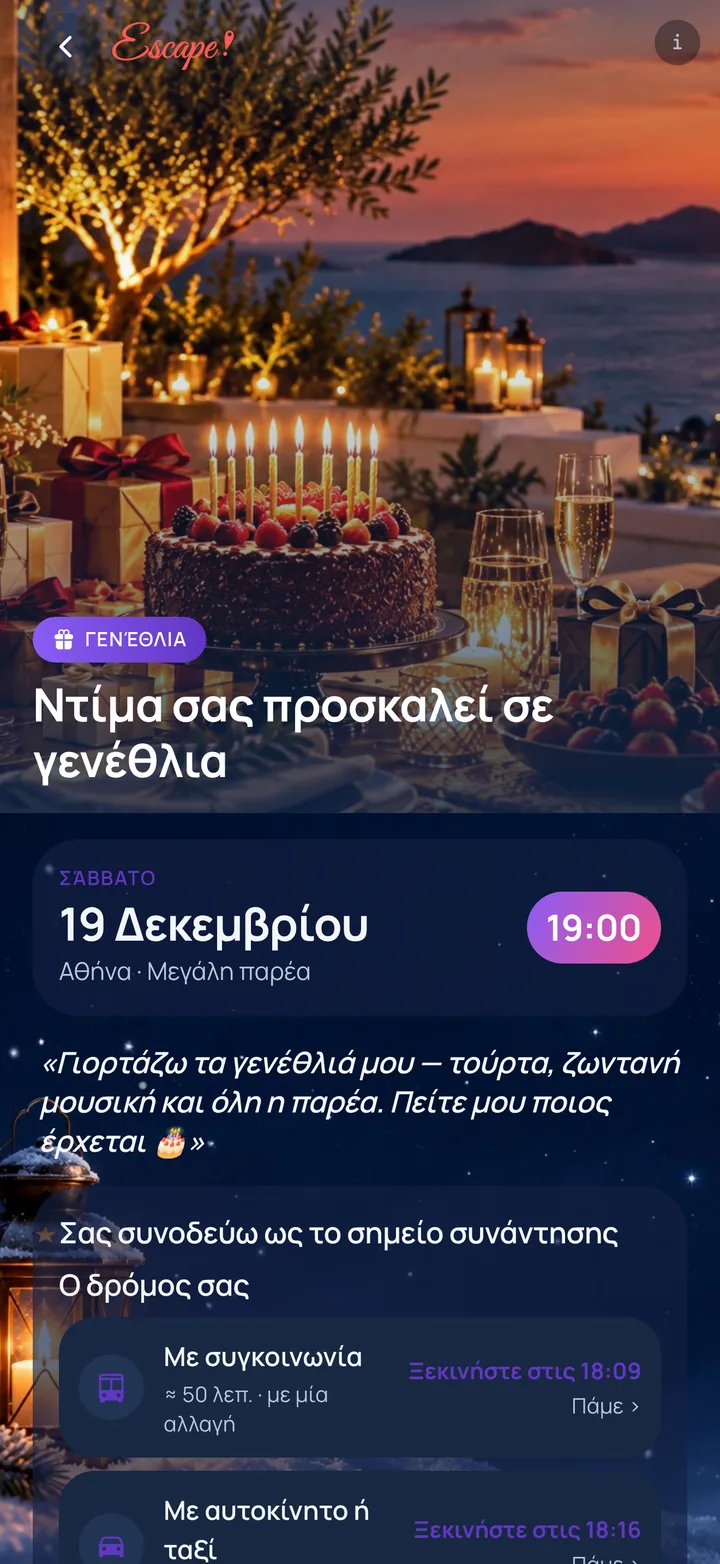 Escape!
i
ΓΕΝΈΘΛΙΑ
Ντίμα σας προσκαλεί σε
γενέθλια
ΣΆΒΒΑΤΟ
19 Δεκεμβρίου
19:00
Αθήνα · Μεγάλη παρέα
«Γιορτάζω τα γενέθλιά μου — τούρτα, ζωντανή
μουσική και όλη η παρέα. Πείτε μου ποιος
έρχεται 🎂»
Σας συνοδεύω ως το σημείο συνάντησης
Ο δρόμος σας
Με συγκοινωνία
≈ 50 λεπ. · με μία
αλλαγή
Ξεκινήστε στις 18:09
Πάμε ›
Με αυτοκίνητο ή
ταξί
Ξεκινήστε στις 18:16
Πάμε ›